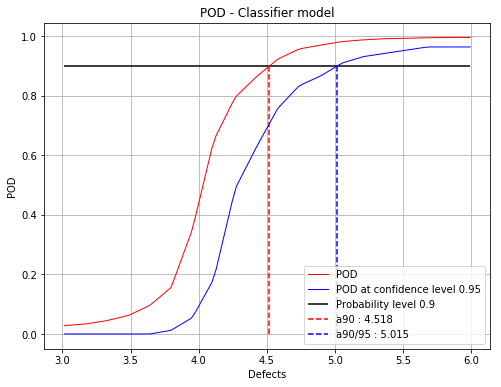 POD - Classifier model
1.0
0.8
0.6
0.4
0.2
0.0
POD
3.0 3.5 4.0 4.5 5.0 5.5 6.0
Defects
POD
POD at confidence level 0.95
Probability level 0.9
a90 : 4.518
a90/95 : 5.015